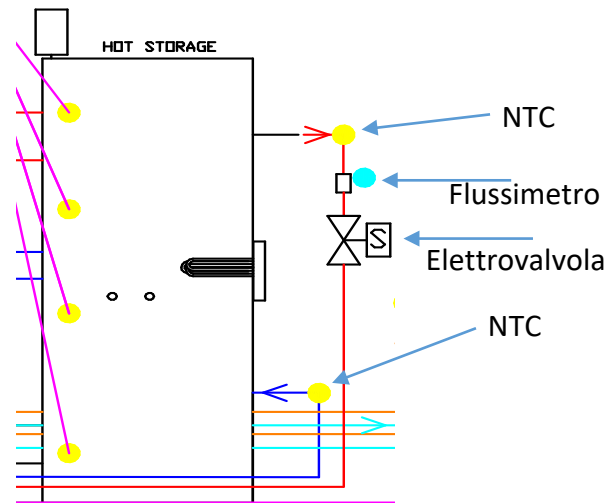 HOT STORAGE
NTC
Flussimetro
S
Elettrovalvola
NTC